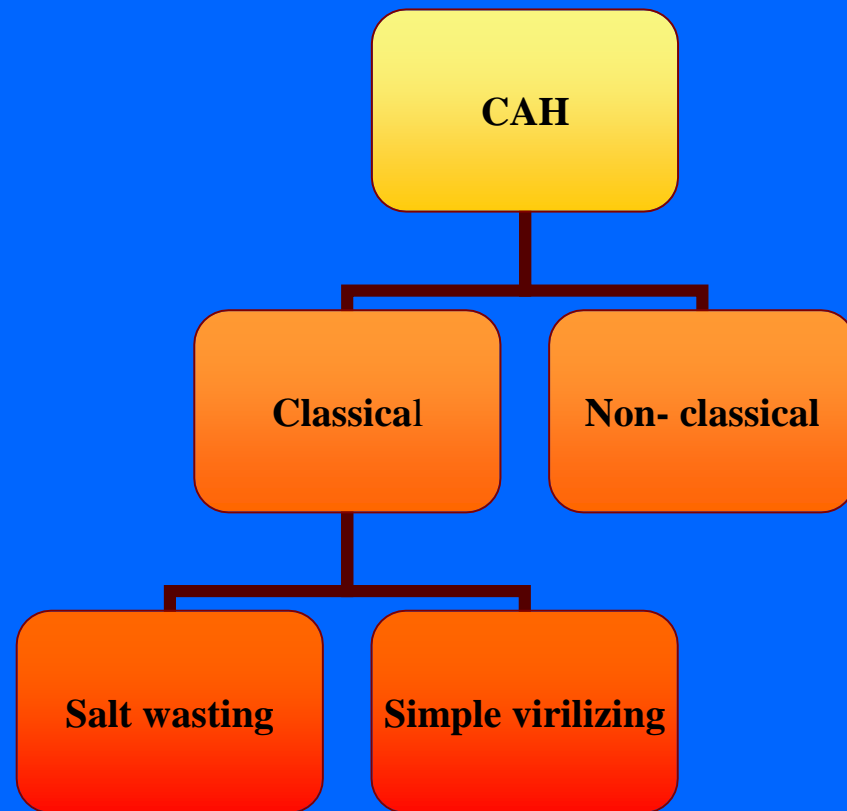 CAH
Classical
Non- classical
Salt wasting
Simple virilizing